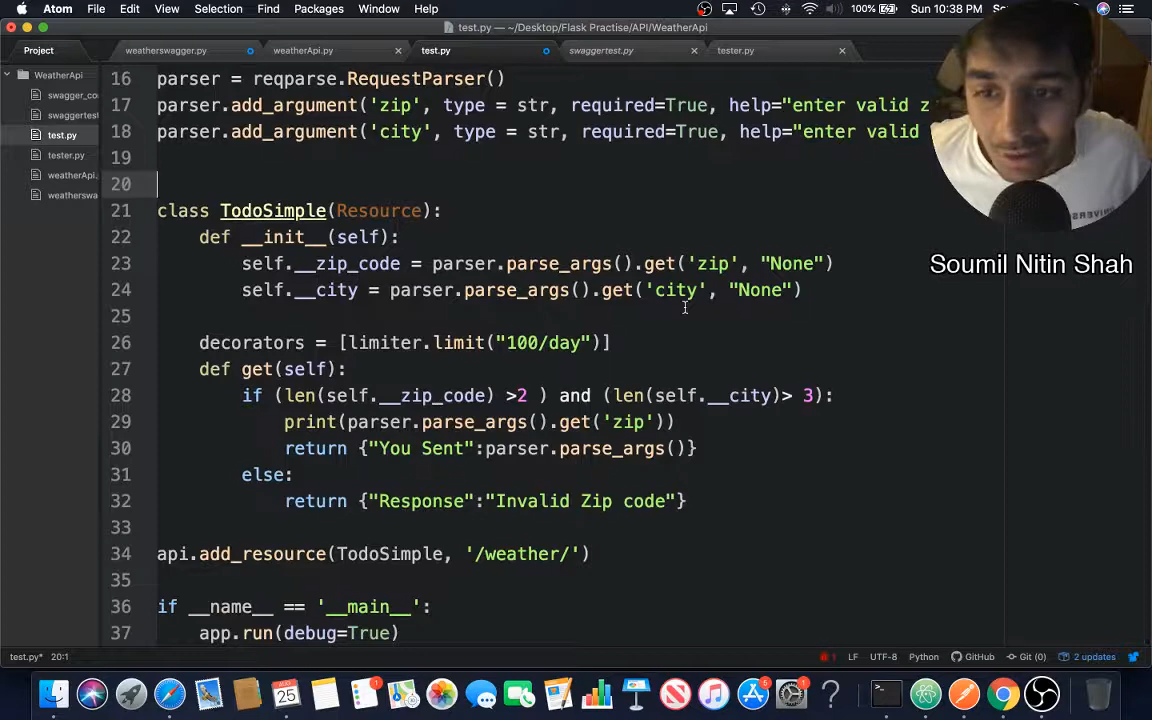 Atom File Edit View Selection Find Packages Window Help 100% Sun 10:38 PM
test.py — ~/Desktop/Flask Practise/API/WeatherApi
Project weatherswagger.py weatherApi.py test.py swaggertest.py tester.py
WeatherApi
swagger_co
swaggertest
test.py
tester.py
weatherApi.
weatherswa
16 parser = reqparse.RequestParser()
17 parser.add_argument('zip', type = str, required=True, help="enter valid z
18 parser.add_argument('city', type = str, required=True, help="enter valid
19
20
21 class TodoSimple(Resource):
22 def __init__(self):
23 self.__zip_code = parser.parse_args().get('zip', "None")
24 self.__city = parser.parse_args().get('city', "None")
25
26 decorators = [limiter.limit("100/day")]
27 def get(self):
28 if (len(self.__zip_code) >2 ) and (len(self.__city)> 3):
29 print(parser.parse_args().get('zip'))
30 return {"You Sent":parser.parse_args()}
31 else:
32 return {"Response":"Invalid Zip code"}
33
34 api.add_resource(TodoSimple, '/weather/')
35
36 if __name__ == '__main__':
37 app.run(debug=True)
Soumil Nitin Shah
test.py* 20:1 1 LF UTF-8 Python GitHub Git (0) 2 updates